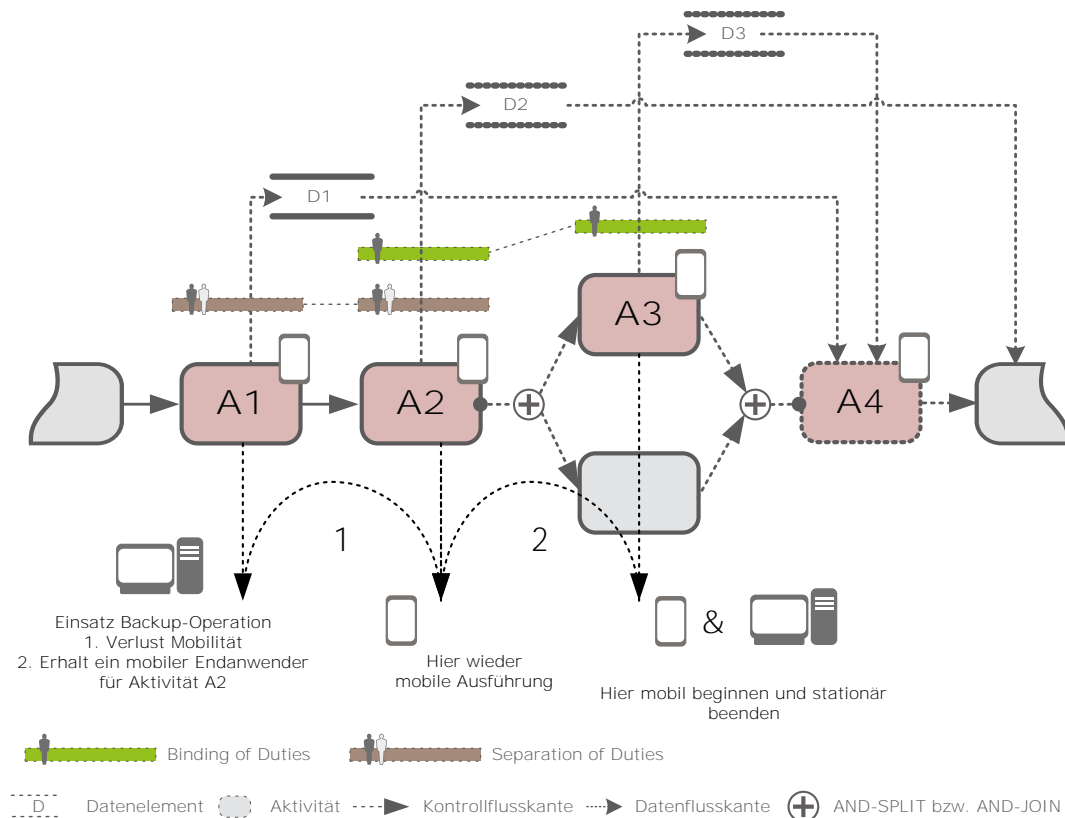 D3
D2
D1
A3
A1
A2
A4
1
2
&
Einsatz Backup-Operation
1. Verlust Mobilität
2. Erhalt ein mobiler Endanwender
für Aktivität A2
Hier wieder
mobile Ausführung
Hier mobil beginnen und stationär
beenden
Binding of Duties
Separation of Duties
D
Datenelement
Aktivität
Kontrollflusskante
Datenflusskante
AND-SPLIT bzw. AND-JOIN